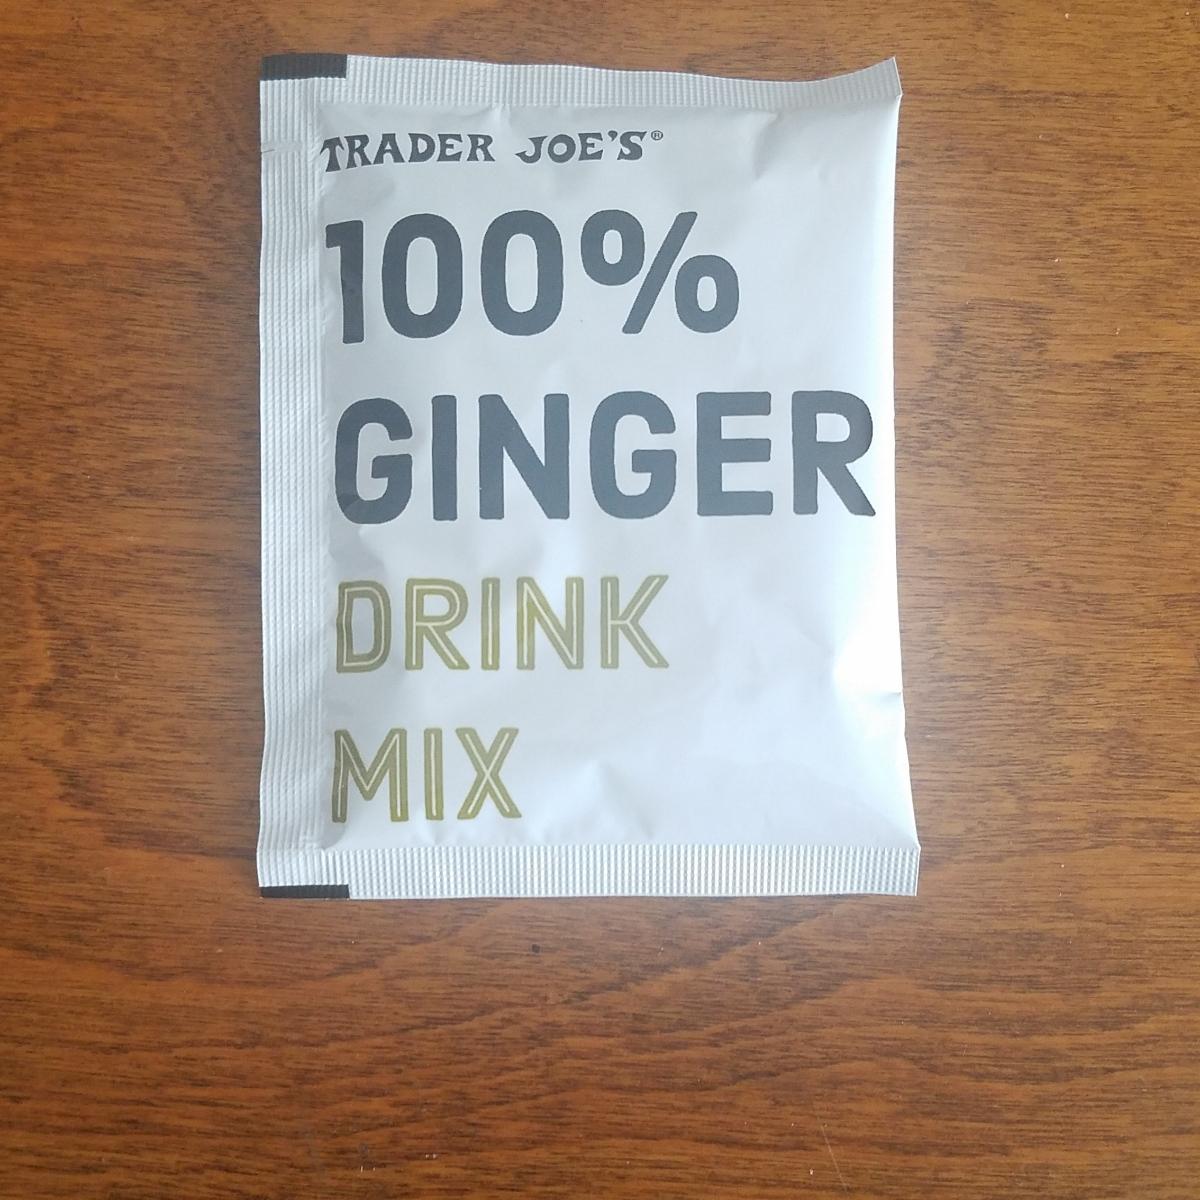 TRADER JOE'S®
100%
GINGER
DRINK
MIX